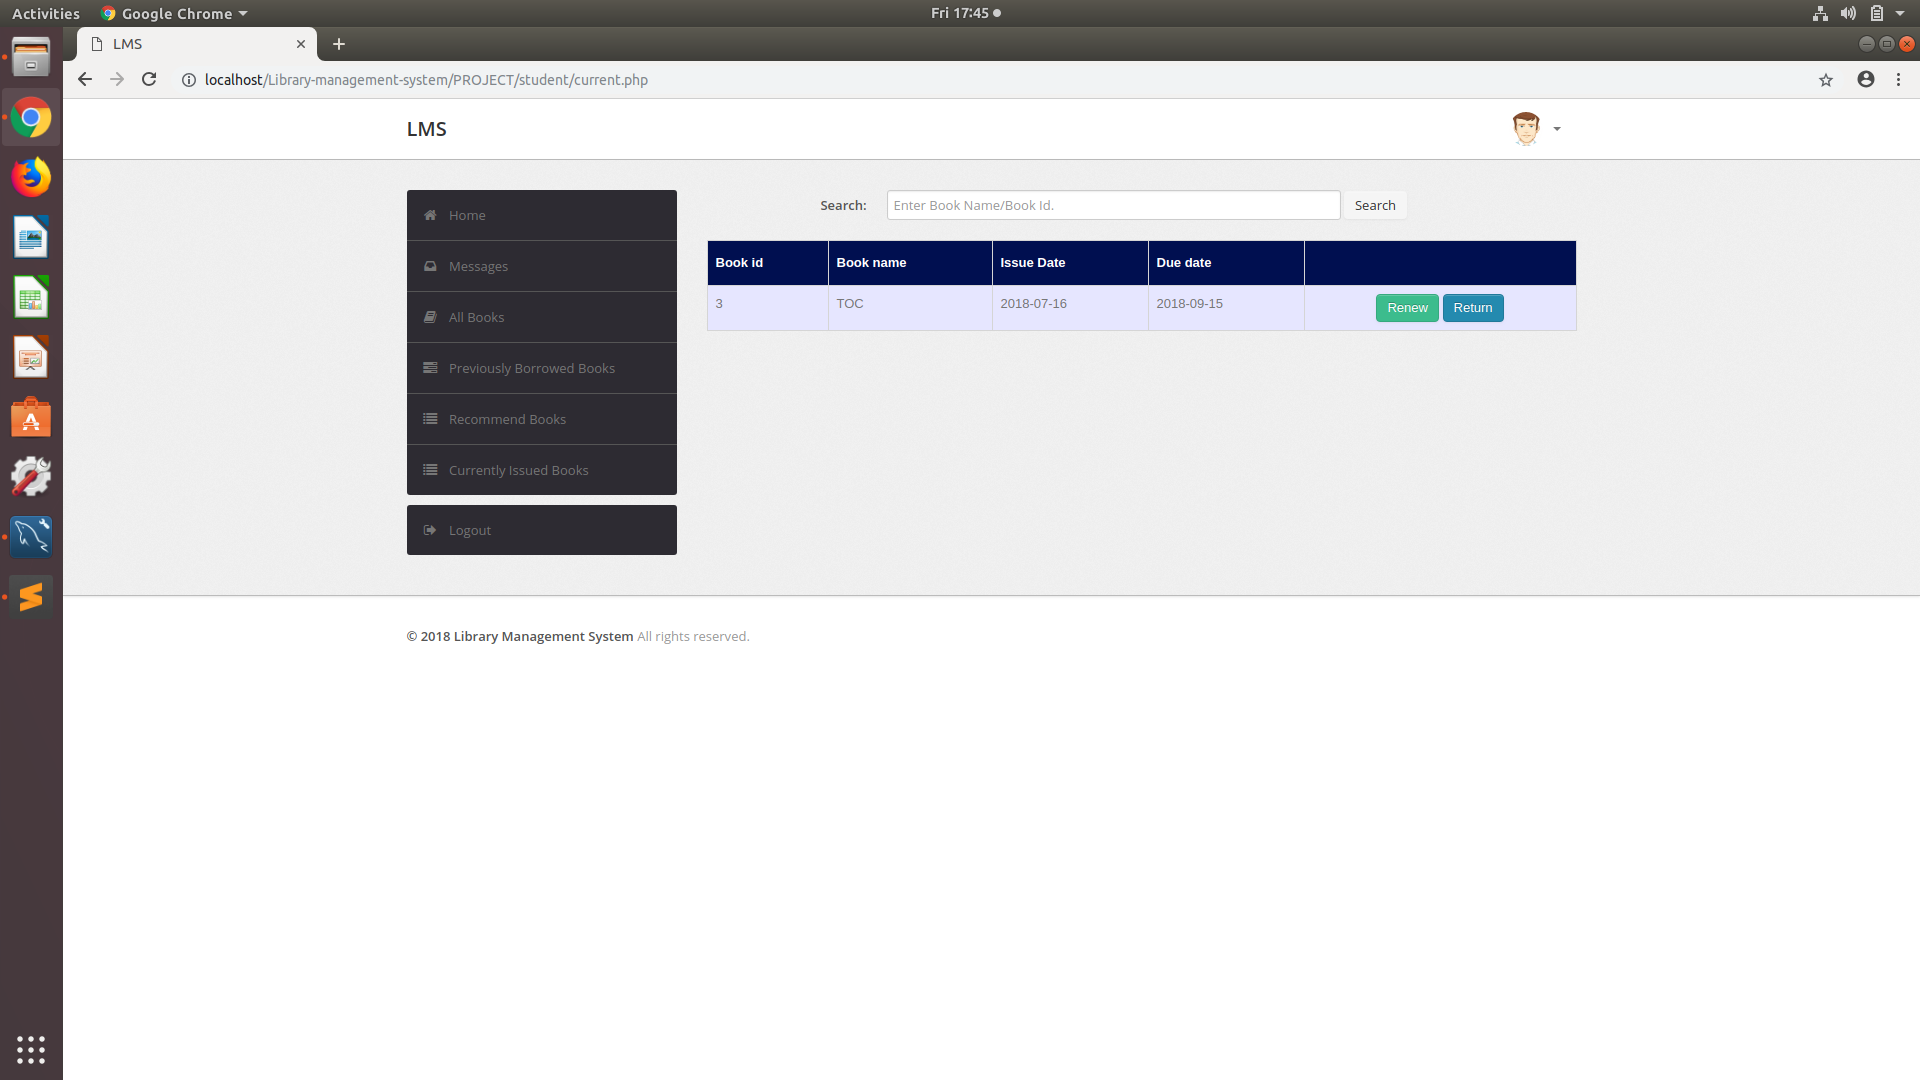 Activities Google Chrome Fri 17:45
LMS
localhost/Library-management-system/PROJECT/student/current.php
LMS
Home
Messages
All Books
Previously Borrowed Books
Recommend Books
Currently Issued Books
Logout
Search: Enter Book Name/Book Id. Search
Book id Book name Issue Date Due date
3 TOC 2018-07-16 2018-09-15 Renew Return
© 2018 Library Management System All rights reserved.